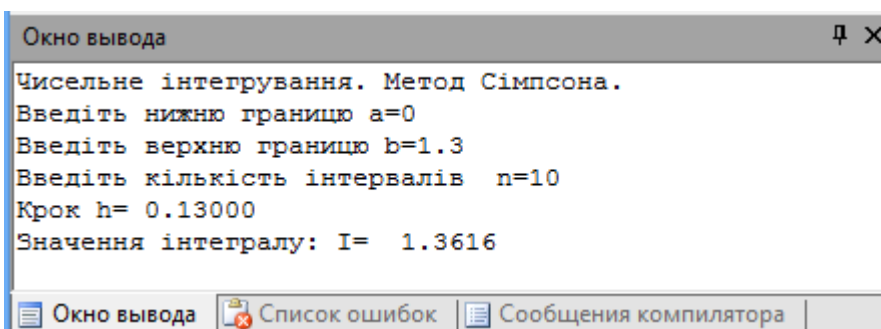 Окно вывода
Чисельне інтегрування. Метод Сімпсона.
Введіть нижню границю a=0
Введіть верхню границю b=1.3
Введіть кількість інтервалів  n=10
Крок h= 0.13000
Значення інтегралу: I=  1.3616
Окно вывода Список ошибок Сообщения компилятора